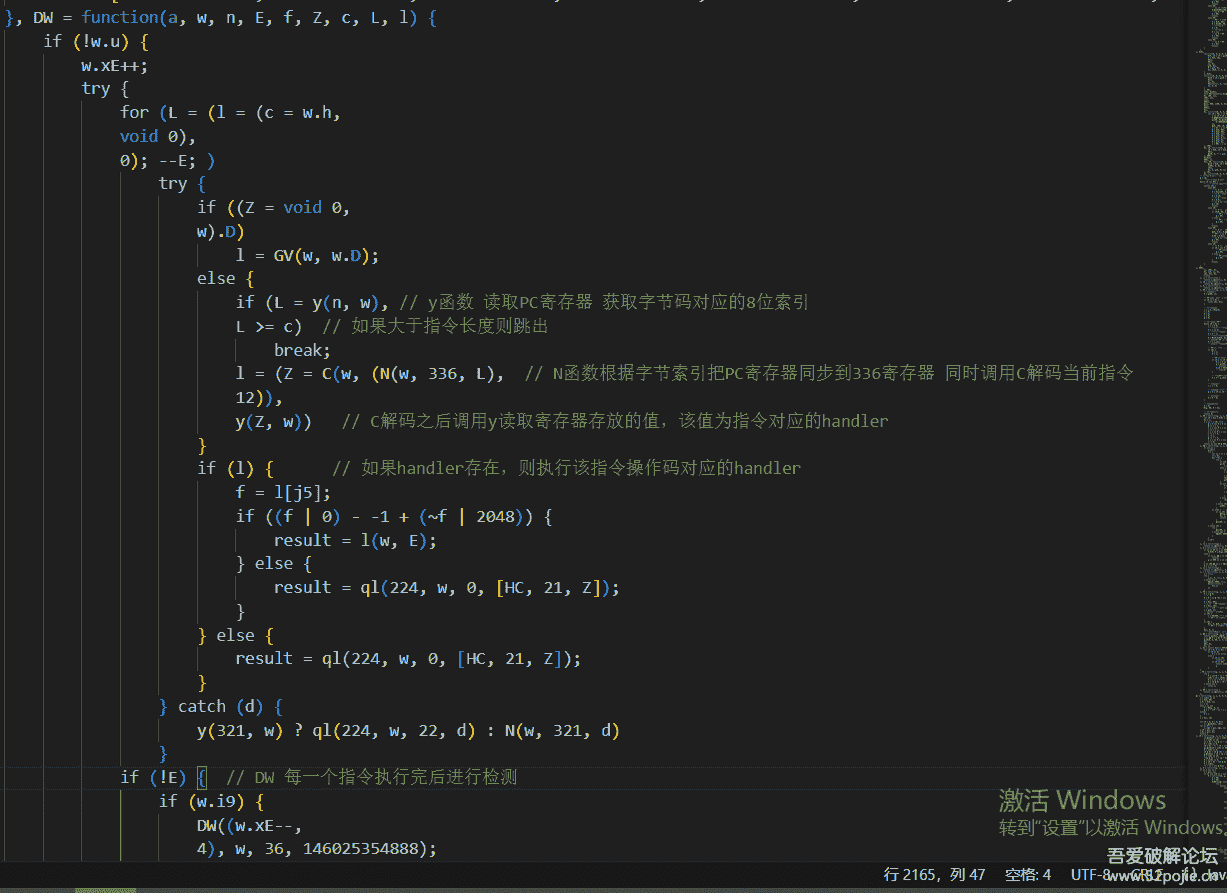 }, DW = function(a, w, n, E, f, Z, c, L, l) {
if (!w.u) {
w.xE++;
try {
for (L = (l = (c = w.h,
void 0),
0); --E; )
try {
if ((Z = void 0,
w).D)
l = GV(w, w.D);
else {
if (L = y(n, w), // y函数 读取PC寄存器 获取字节码对应的8位索引
L >= c) // 如果大于指令长度则跳出
break;
l = (Z = C(w, (N(w, 336, L), // N函数根据字节索引把PC寄存器同步到336寄存器 同时调用C解码当前指令
12)),
y(Z, w)) // C解码之后调用y读取寄存器存放的值，该值为指令对应的handler
}
if (l) { // 如果handler存在，则执行该指令操作码对应的handler
f = l[j5];
if ((f | 0) - -1 + (~f | 2048)) {
result = l(w, E);
} else {
result = ql(224, w, 0, [HC, 21, Z]);
}
} else {
result = ql(224, w, 0, [HC, 21, Z]);
}
} catch (d) {
y(321, w) ? ql(224, w, 22, d) : N(w, 321, d)
}
if (!E) { // DW 每一个指令执行完后进行检测
if (w.i9) {
DW((w.xE--,
4), w, 36, 146025354888);
激活 Windows
转到“设置”以激活 Windows。
吾爱破解论坛
行 2165，列 47 空格: 4 UTF-8
www.52pojie.cn